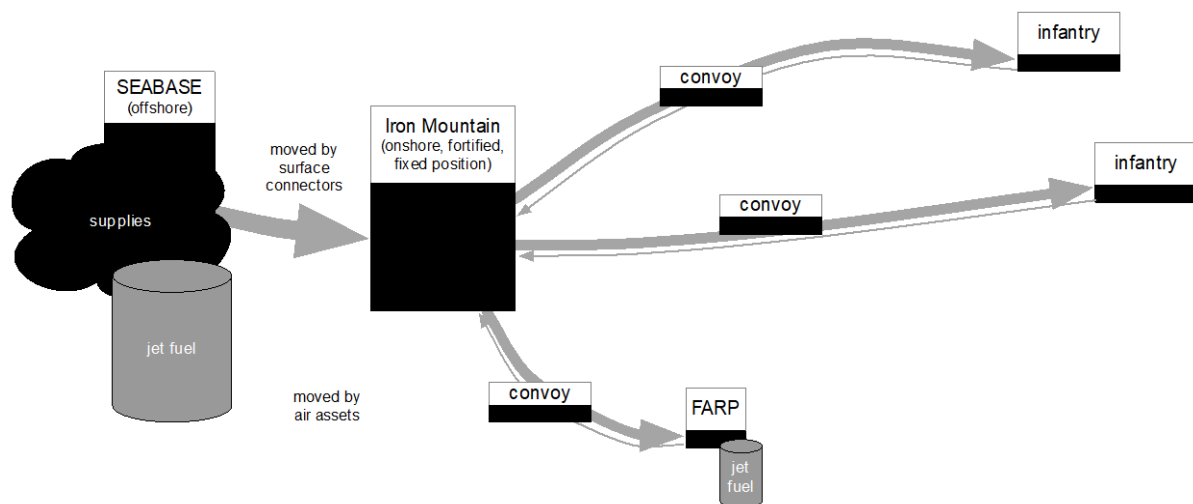 SEABASE
(offshore)
supplies
jet fuel
moved by
surface
connectors
moved by
air assets
Iron Mountain
(onshore, fortified,
fixed position)
convoy
infantry
convoy
infantry
convoy
FARP
jet
fuel